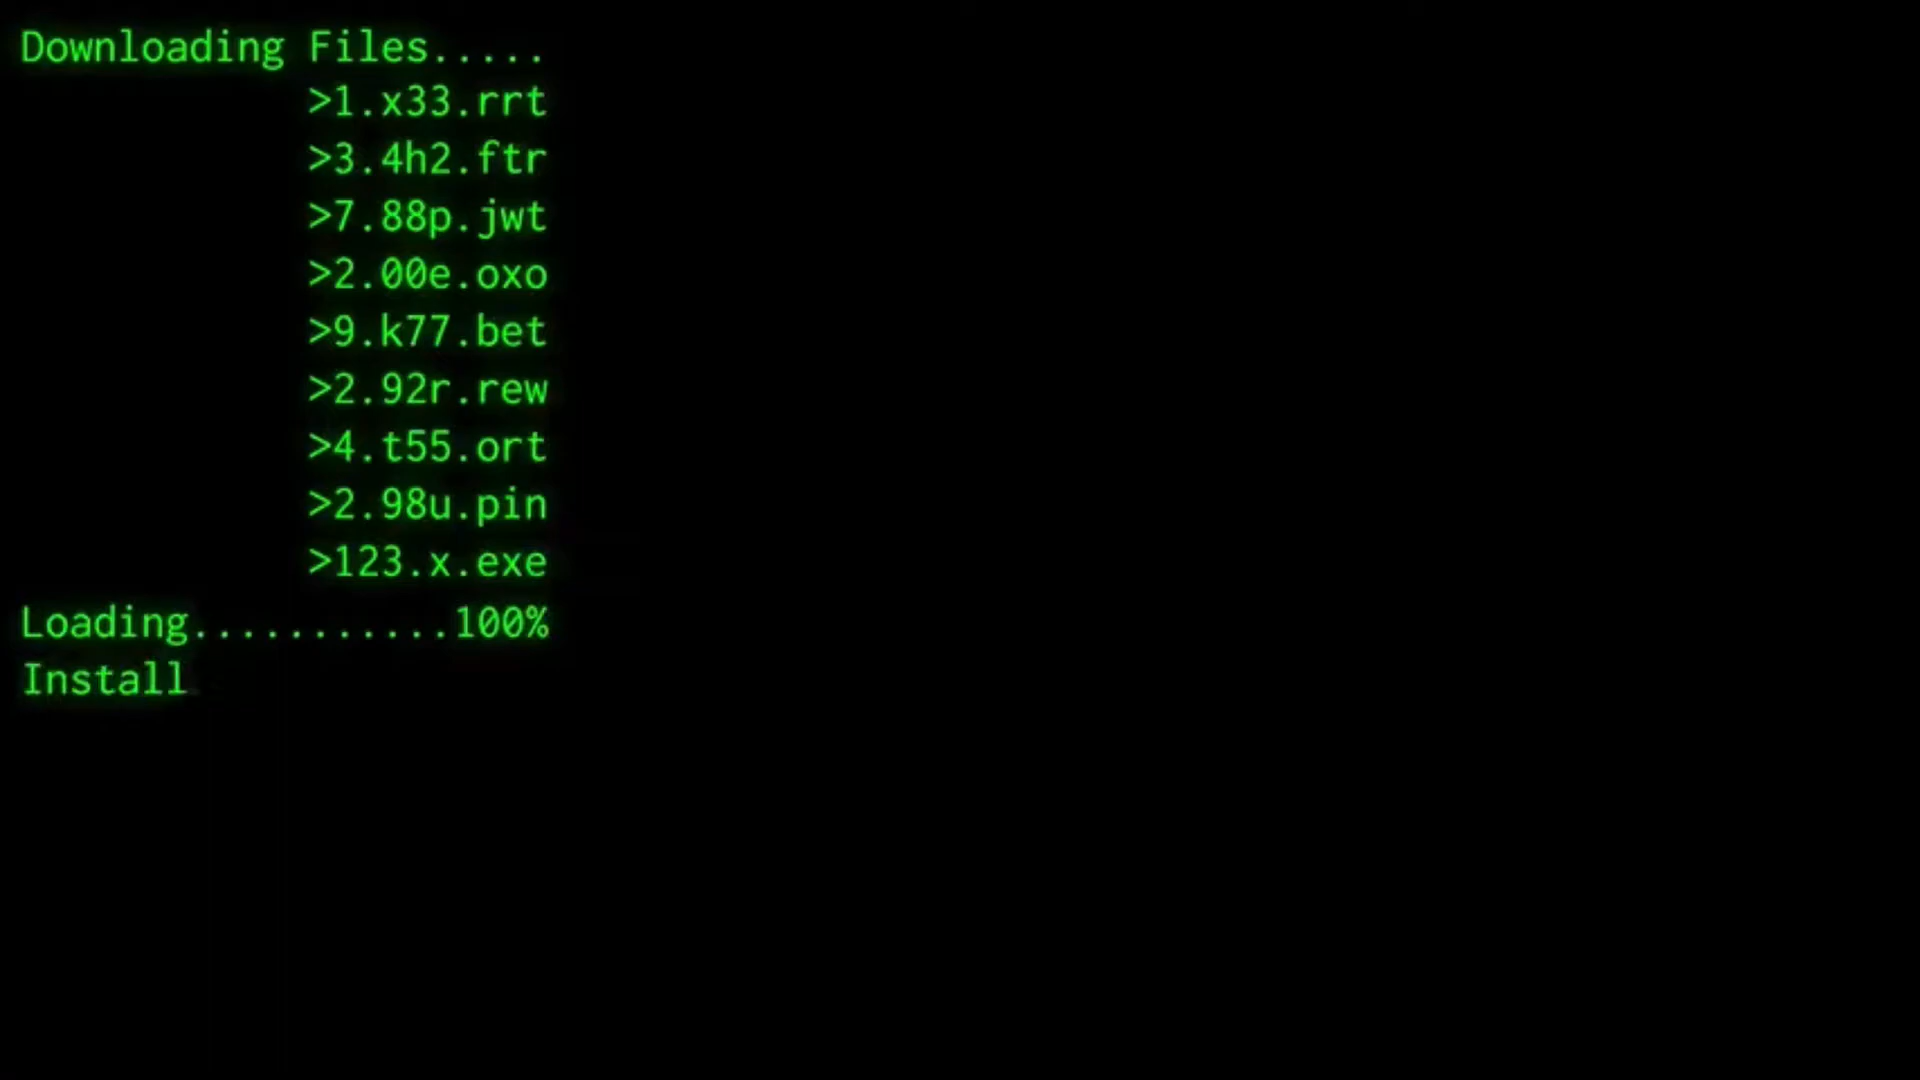 Downloading Files.....
>1.x33.rrt
>3.4h2.ftr
>7.88p.jwt
>2.00e.oxo
>9.k77.bet
>2.92r.rew
>4.t55.ort
>2.98u.pin
>123.x.exe
Loading...........100%
Install